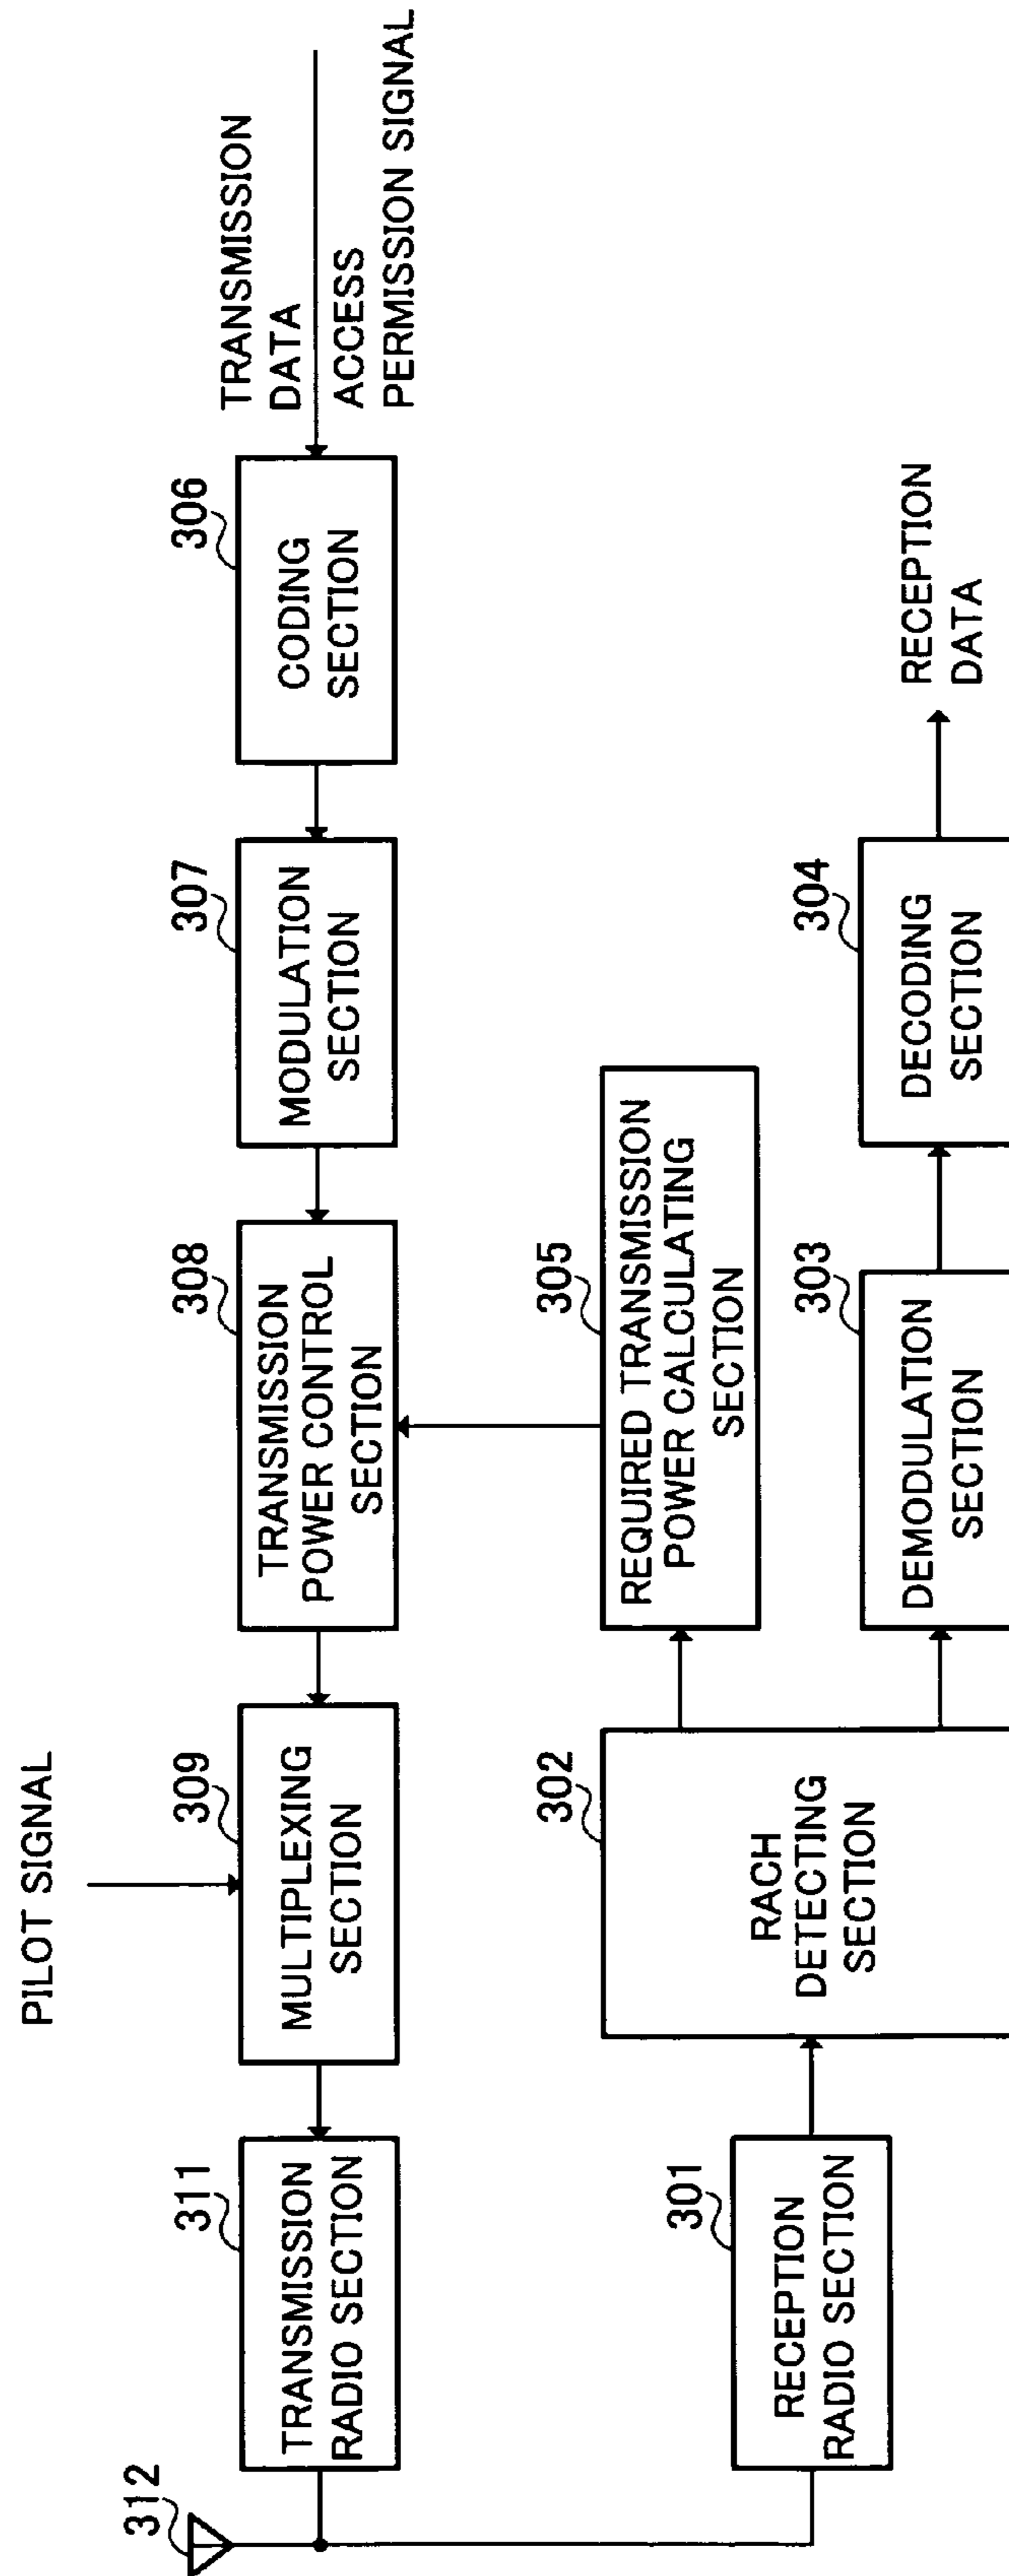 PILOT SIGNAL
312
311
TRANSMISSION
RADIO SECTION
309
MULTIPLEXING
SECTION
308
TRANSMISSION
POWER CONTROL
SECTION
307
MODULATION
SECTION
306
CODING
SECTION
TRANSMISSION
DATA
ACCESS
PERMISSION SIGNAL
305
REQUIRED TRANSMISSION
POWER CALCULATING
SECTION
301
RECEPTION
RADIO SECTION
302
RACH
DETECTING
SECTION
303
DEMODULATION
SECTION
304
DECODING
SECTION
RECEPTION
DATA